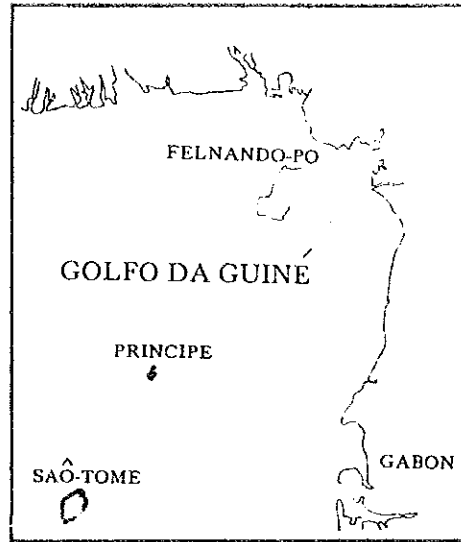 FELNANDO-PO
GOLFO DA GUINÉ
PRINCIPE
SAÔ-TOME
GABON